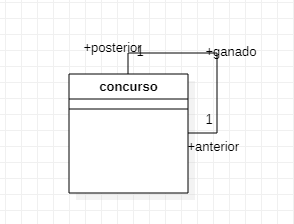 +posterior 1 +ganado
concurso
1
+anterior